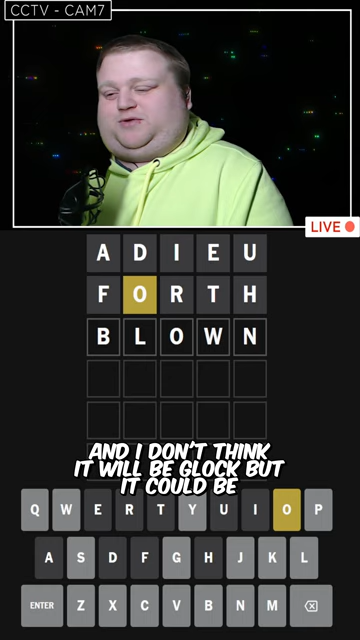 CCTV - CAM7
LIVE
A D I E U
F O R T H
B L O W N
AND I DON'T THINK
IT WILL BE GLOCK BUT
IT COULD BE
Q W E R T Y U I O P
A S D F G H J K L
ENTER Z X C V B N M